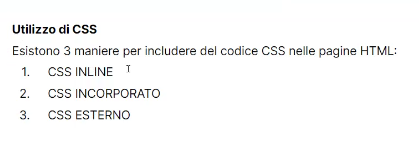 Utilizzo di CSS
Esistono 3 maniere per includere del codice CSS nelle pagine HTML:
1. CSS INLINE
2. CSS INCORPORATO
3. CSS ESTERNO